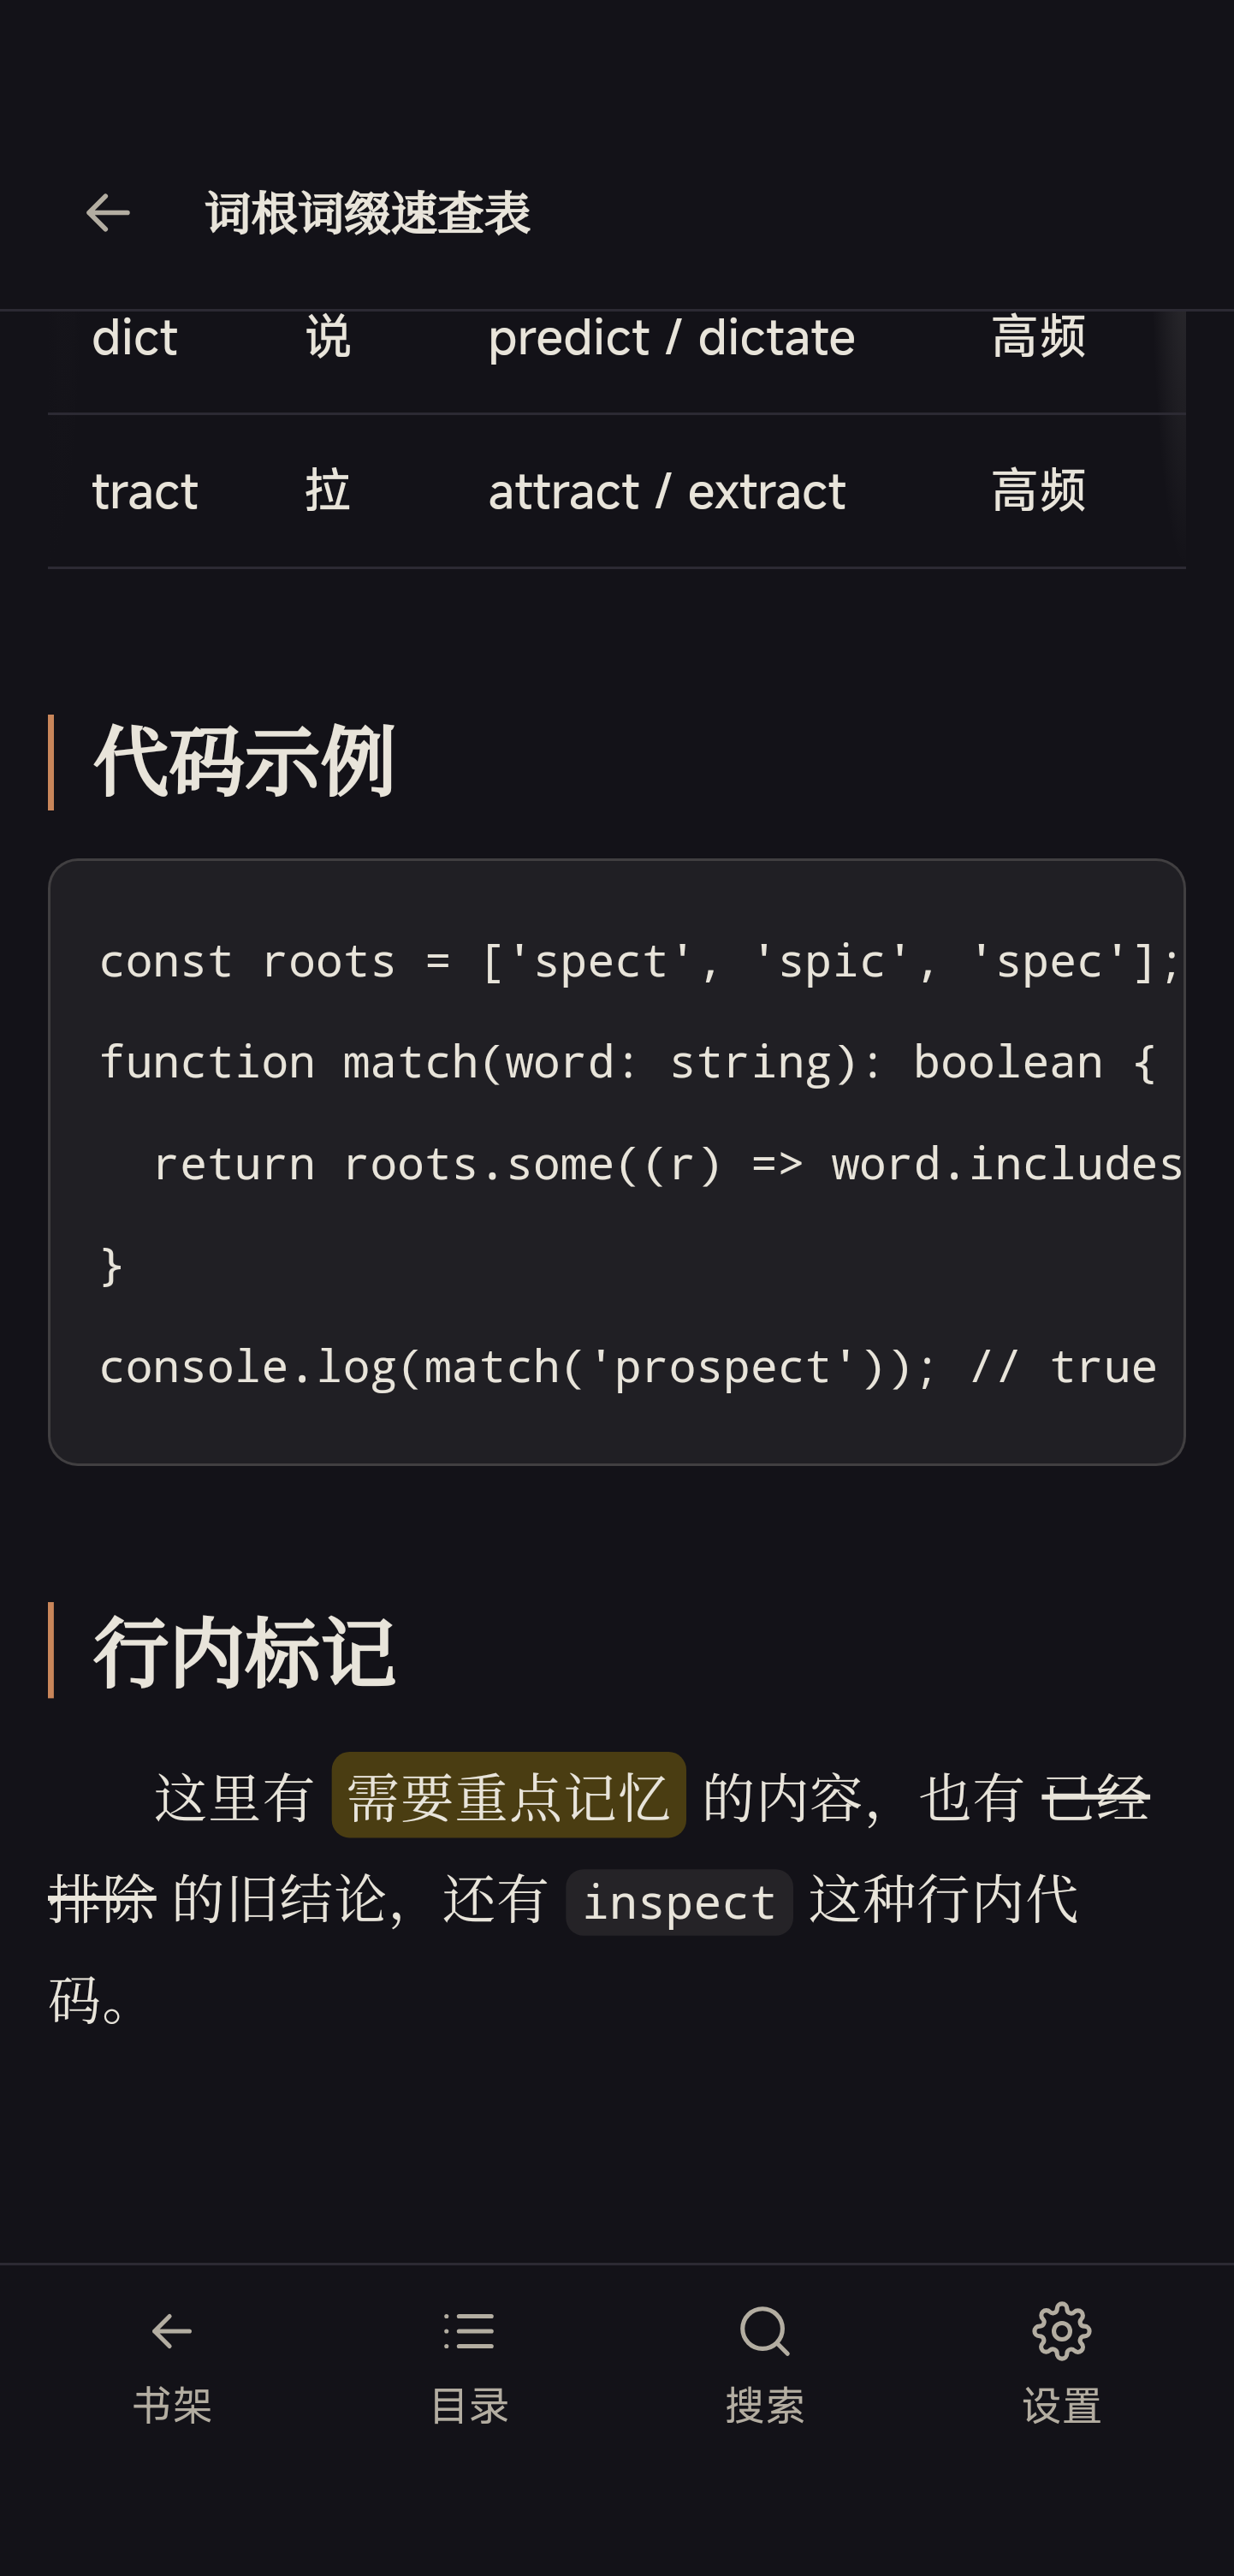 词根词缀速查表
dict 说 predict / dictate 高频
tract 拉 attract / extract 高频
代码示例
const roots = ['spect', 'spic', 'spec'];
function match(word: string): boolean {
  return roots.some((r) => word.includes
}
console.log(match('prospect')); // true
行内标记
这里有 需要重点记忆 的内容，也有 已经
排除 的旧结论，还有 inspect 这种行内代
码。
书架 目录 搜索 设置